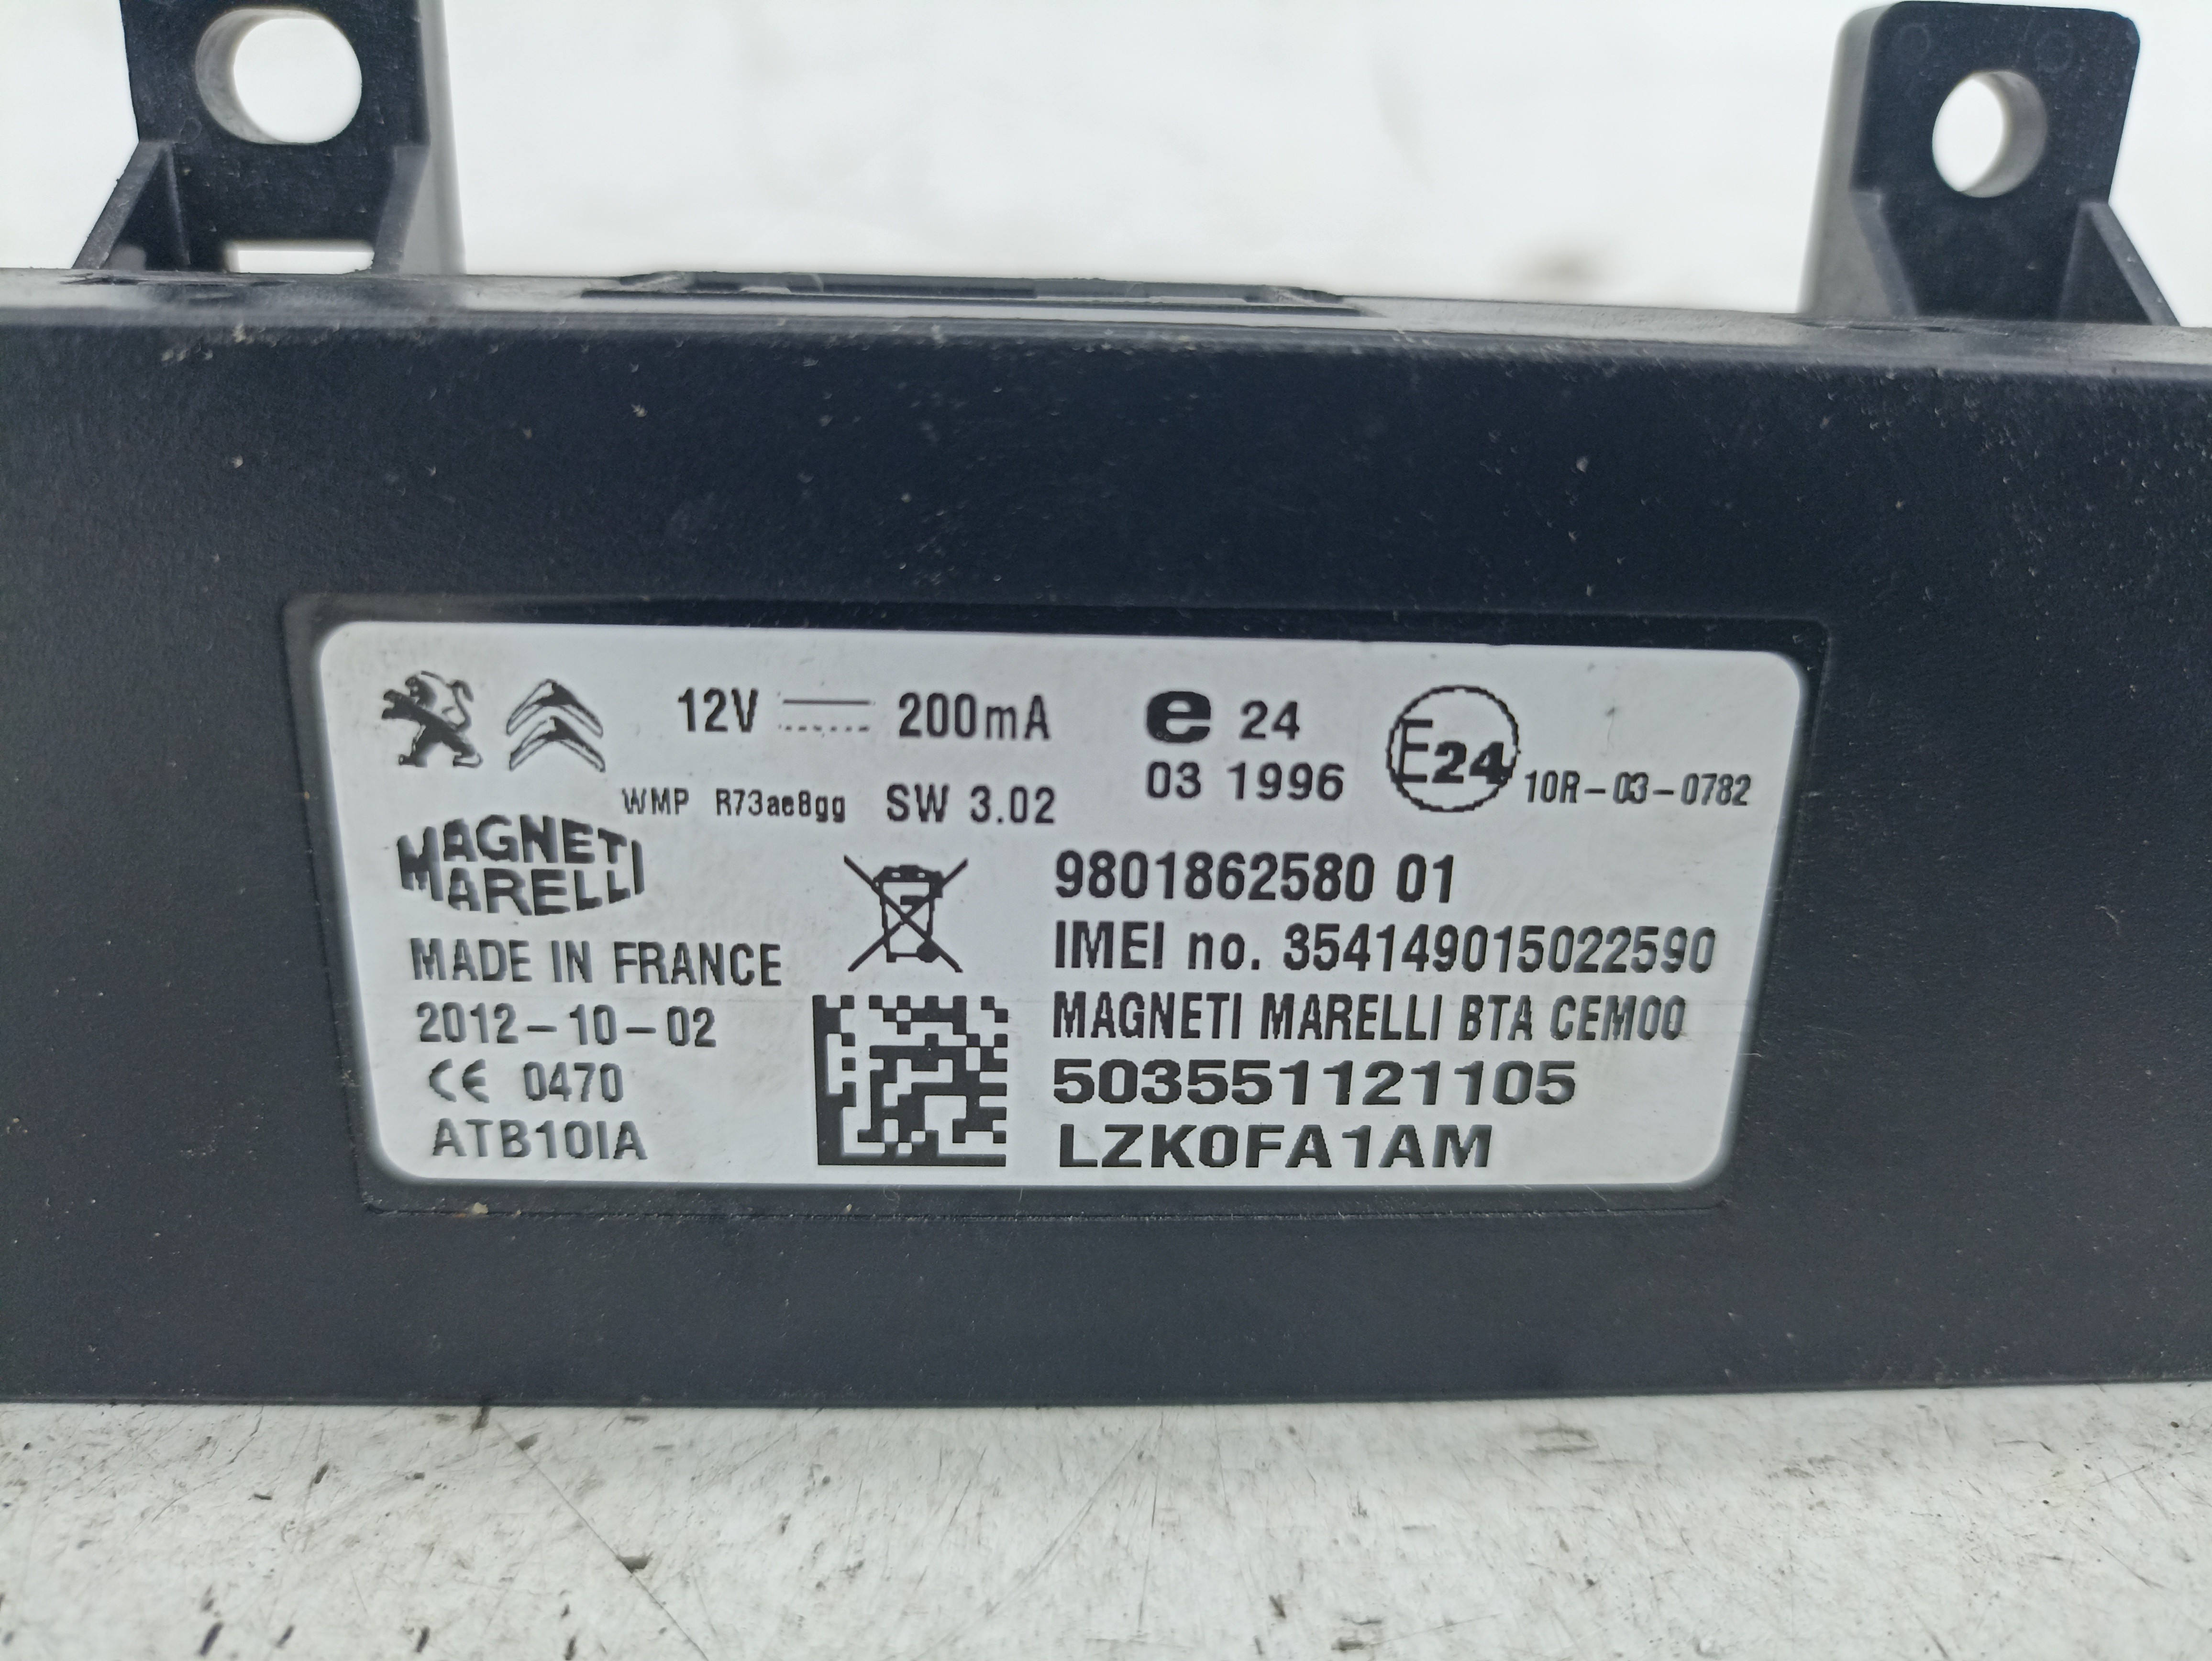 12V 200mA e 24
03 1996 E24 10R-03-0782
WMP R73ae8gg SW 3.02
MAGNETI
MARELLI
9801862580 01
MADE IN FRANCE
IMEI no. 354149015022590
2012-10-02
MAGNETI MARELLI BTA CEM00
CE 0470
503551121105
ATB10IA
LZK0FA1AM